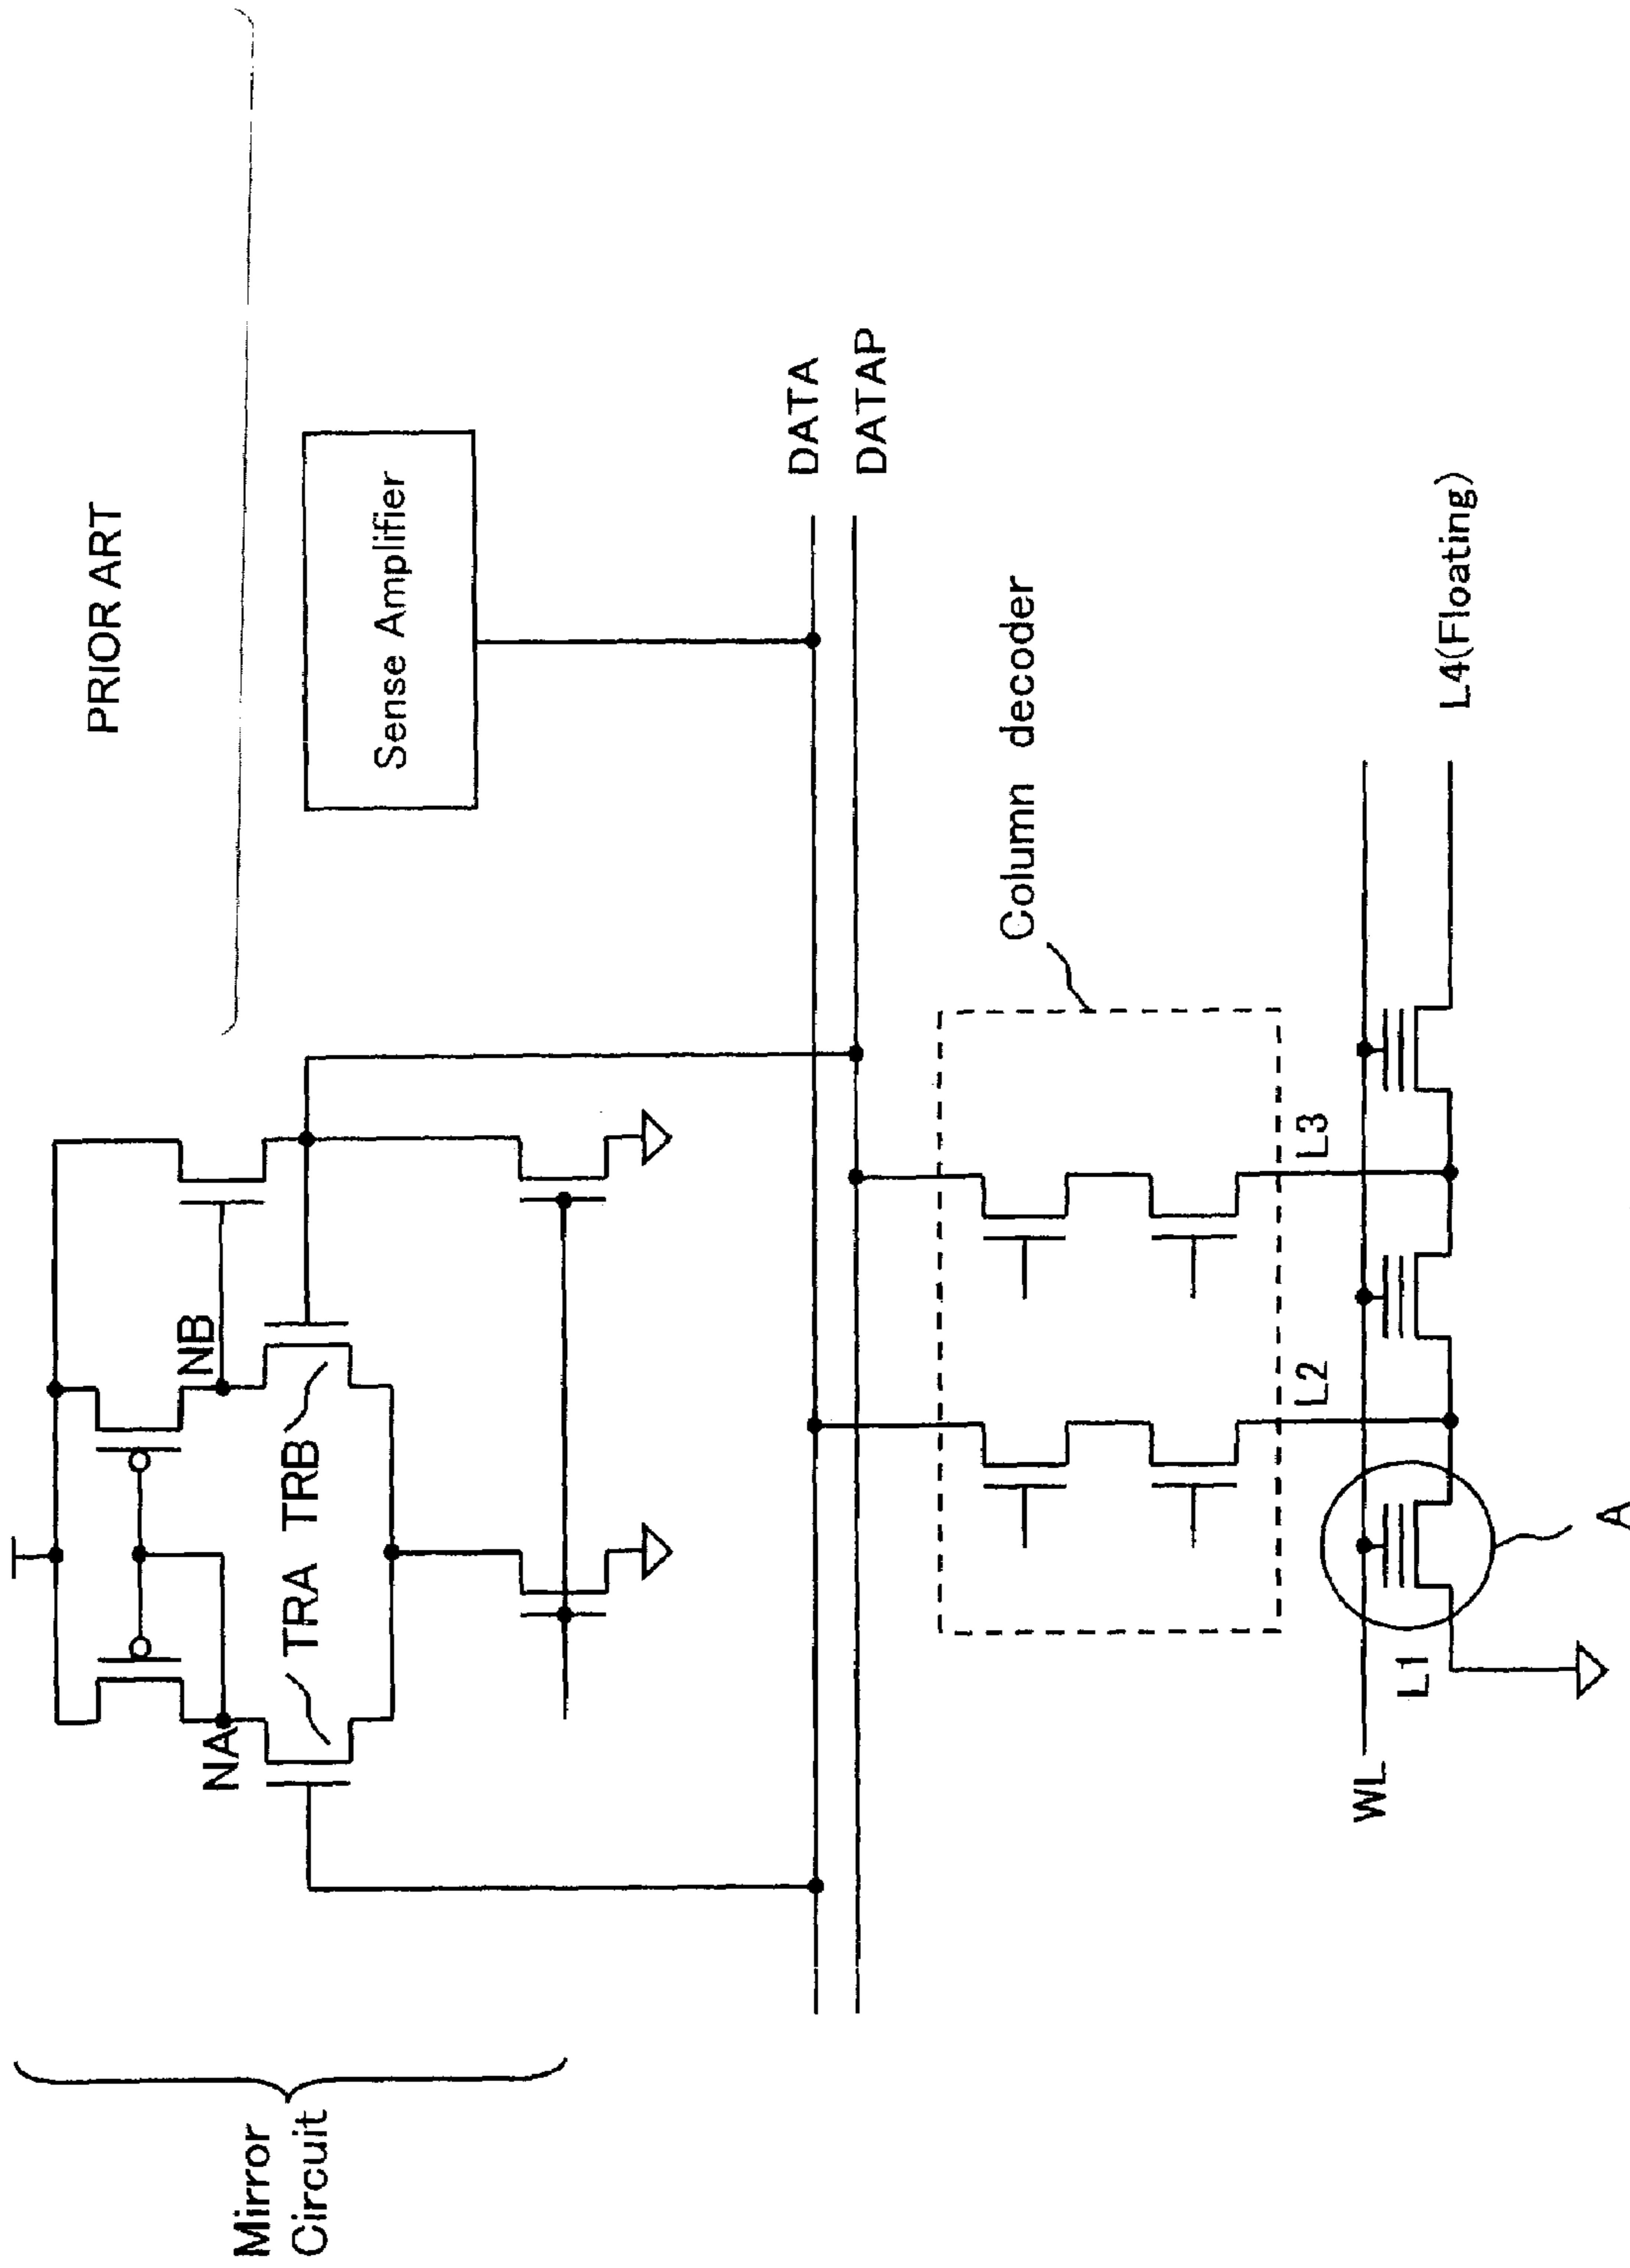 PRIOR ART
Mirror
Circuit
NA
NB
TRA TRB
Sense Amplifier
DATA
DATAP
Column decoder
L2
L3
WL
L1
L4(Floating)
A